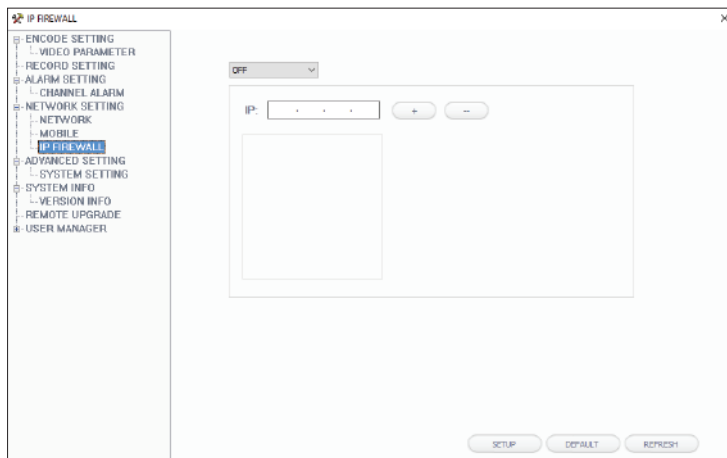 IP FIREWALL
ENCODE SETTING
VIDEO PARAMETER
RECORD SETTING
ALARM SETTING
CHANNEL ALARM
NETWORK SETTING
NETWORK
MOBILE
IP FIREWALL
ADVANCED SETTING
SYSTEM SETTING
SYSTEM INFO
VERSION INFO
REMOTE UPGRADE
USER MANAGER
OFF
IP: . . . + --
SETUP DEFAULT REFRESH